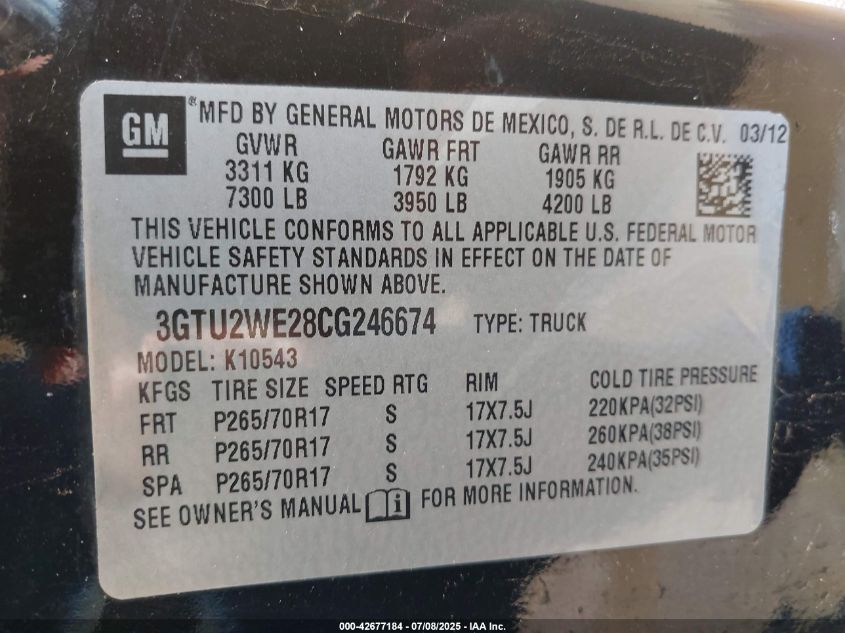 GM ® MFD BY GENERAL MOTORS DE MEXICO, S. DE R.L. DE C.V. 03/12
GVWR GAWR FRT GAWR RR
3311 KG 1792 KG 1905 KG
7300 LB 3950 LB 4200 LB
THIS VEHICLE CONFORMS TO ALL APPLICABLE U.S. FEDERAL MOTOR
VEHICLE SAFETY STANDARDS IN EFFECT ON THE DATE OF
MANUFACTURE SHOWN ABOVE.
3GTU2WE28CG246674 TYPE: TRUCK
MODEL: K10543
KFGS TIRE SIZE SPEED RTG RIM COLD TIRE PRESSURE
FRT P265/70R17 S 17X7.5J 220KPA(32PSI)
RR P265/70R17 S 17X7.5J 260KPA(38PSI)
SPA P265/70R17 S 17X7.5J 240KPA(35PSI)
SEE OWNER'S MANUAL i FOR MORE INFORMATION.
000-42677184 - 07/08/2025 - IAA Inc.